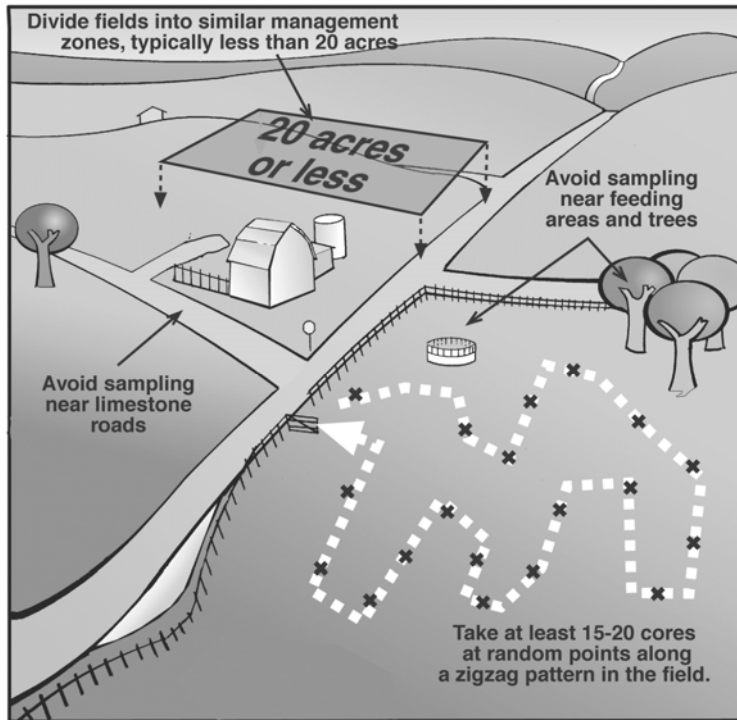 Divide fields into similar management
zones, typically less than 20 acres
20 acres
or less
Avoid sampling
near feeding
areas and trees
Avoid sampling
near limestone
roads
Take at least 15-20 cores
at random points along
a zigzag pattern in the field.